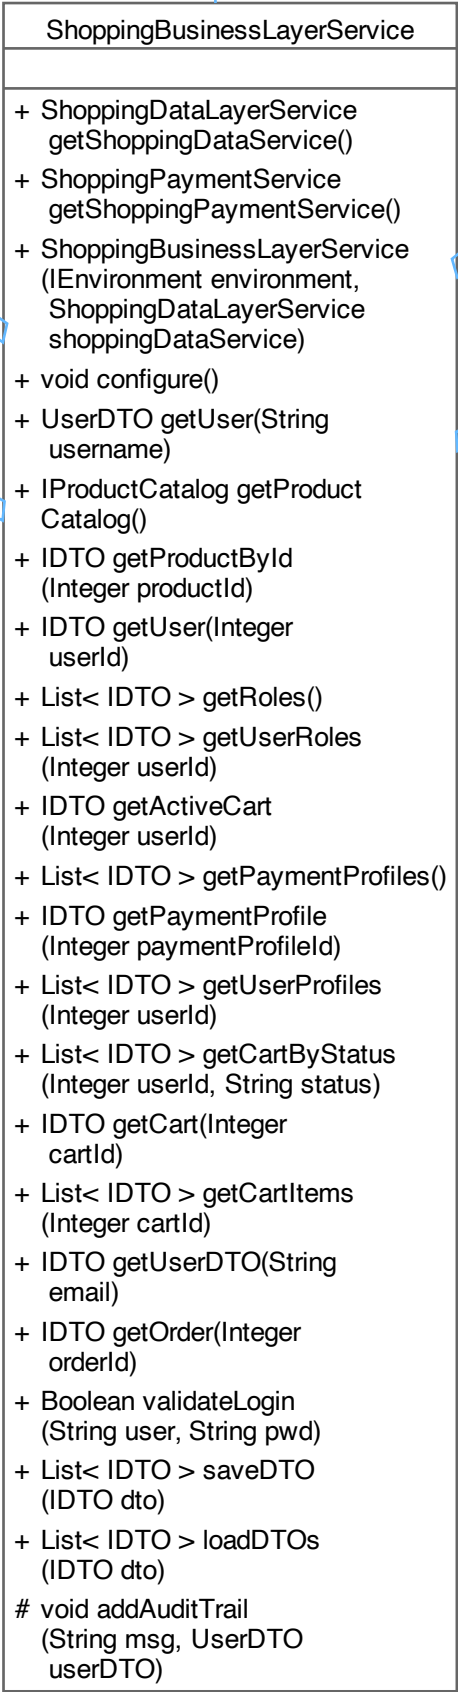 ShoppingBusinessLayerService
+ ShoppingDataLayerService
getShoppingDataService()
+ ShoppingPaymentService
getShoppingPaymentService()
+ ShoppingBusinessLayerService
(IEnvironment environment,
ShoppingDataLayerService
shoppingDataService)
+ void configure()
+ UserDTO getUser(String
username)
+ IProductCatalog getProduct
Catalog()
+ IDTO getProductById
(Integer productId)
+ IDTO getUser(Integer
userId)
+ List< IDTO > getRoles()
+ List< IDTO > getUserRoles
(Integer userId)
+ IDTO getActiveCart
(Integer userId)
+ List< IDTO > getPaymentProfiles()
+ IDTO getPaymentProfile
(Integer paymentProfileId)
+ List< IDTO > getUserProfiles
(Integer userId)
+ List< IDTO > getCartByStatus
(Integer userId, String status)
+ IDTO getCart(Integer
cartId)
+ List< IDTO > getCartItems
(Integer cartId)
+ IDTO getUserDTO(String
email)
+ IDTO getOrder(Integer
orderId)
+ Boolean validateLogin
(String user, String pwd)
+ List< IDTO > saveDTO
(IDTO dto)
+ List< IDTO > loadDTOs
(IDTO dto)
# void addAuditTrail
(String msg, UserDTO
userDTO)